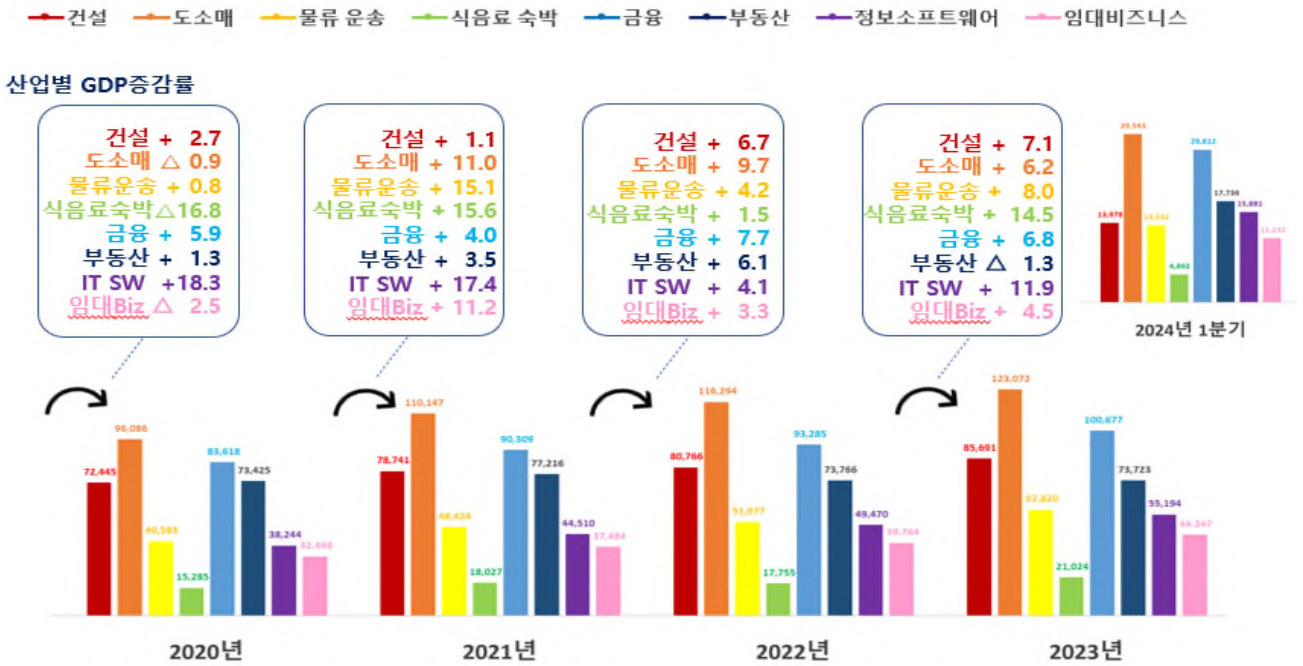 건설 도소매 물류 운송 식음료 숙박 금융 부동산 정보소프트웨어 임대비즈니스
산업별 GDP증감률
건설 + 2.7
도소매 △ 0.9
물류운송 + 0.8
식음료숙박△16.8
금융 + 5.9
부동산 + 1.3
IT SW +18.3
임대Biz △ 2.5
건설 + 1.1
도소매 + 11.0
물류운송 + 15.1
식음료숙박 + 15.6
금융 + 4.0
부동산 + 3.5
IT SW + 17.4
임대Biz + 11.2
건설 + 6.7
도소매 + 9.7
물류운송 + 4.2
식음료숙박 + 1.5
금융 + 7.7
부동산 + 6.1
IT SW + 4.1
임대Biz + 3.3
건설 + 7.1
도소매 + 6.2
물류운송 + 8.0
식음료숙박 + 14.5
금융 + 6.8
부동산 △ 1.3
IT SW + 11.9
임대Biz + 4.5
13,978
4,862
26,812
17,736
15,881
2024년 1분기
72,445
96,086
40,583
15,285
83,618
73,425
38,244
2020년
78,741
110,147
48,424
18,027
90,309
77,216
44,510
37,484
2021년
80,766
116,294
51,077
17,755
93,285
73,766
49,470
39,764
2022년
85,691
123,072
57,820
21,024
100,677
73,723
55,194
2023년